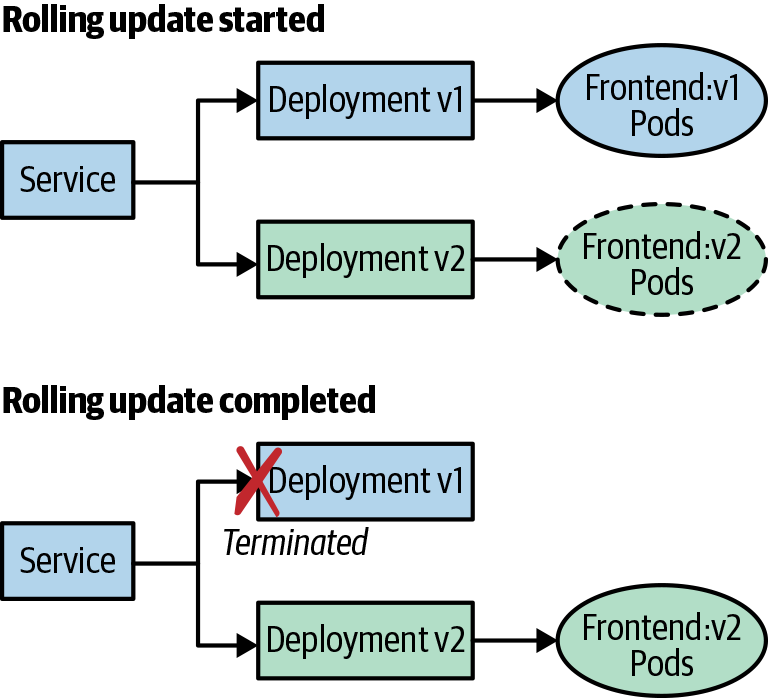 Rolling update started
Deployment v1
Frontend:v1
Pods
Service
Deployment v2
Frontend:v2
Pods
Rolling update completed
Deployment v1
Terminated
Service
Deployment v2
Frontend:v2
Pods